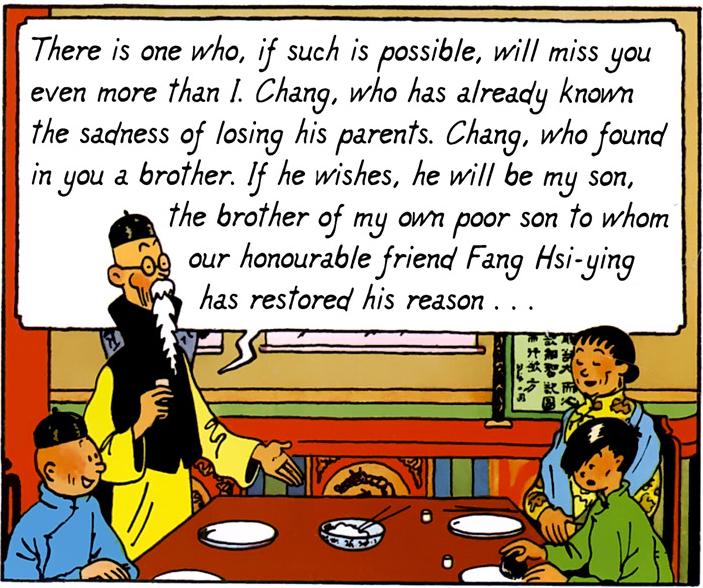 There is one who, if such is possible, will miss you
even more than I. Chang, who has already known
the sadness of losing his parents. Chang, who found
in you a brother. If he wishes, he will be my son,
the brother of my own poor son to whom
our honourable friend Fang Hsi-ying
has restored his reason . . .